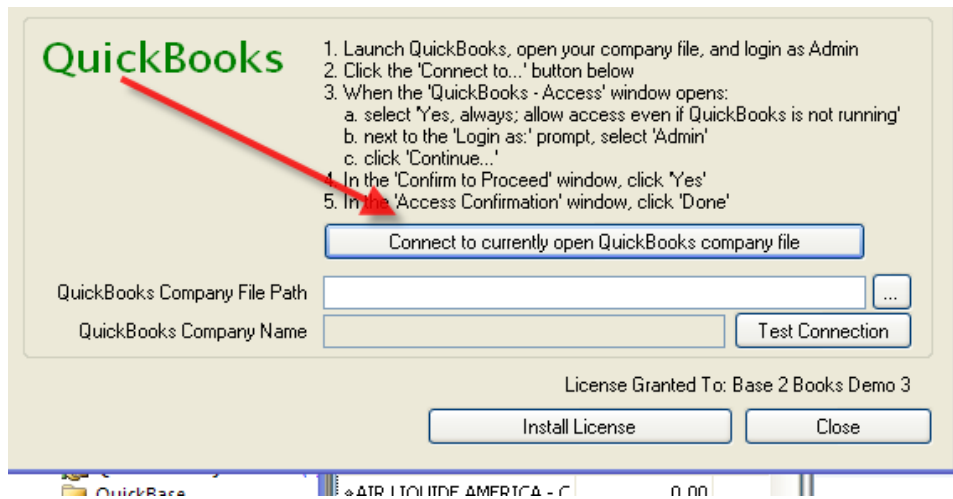 QuickBooks
1. Launch QuickBooks, open your company file, and login as Admin
2. Click the 'Connect to...' button below
3. When the 'QuickBooks - Access' window opens:
a. select 'Yes, always; allow access even if QuickBooks is not running'
b. next to the 'Login as:' prompt, select 'Admin'
c. click 'Continue...'
4. In the 'Confirm to Proceed' window, click 'Yes'
5. In the 'Access Confirmation' window, click 'Done'
Connect to currently open QuickBooks company file
QuickBooks Company File Path
...
QuickBooks Company Name
Test Connection
License Granted To: Base 2 Books Demo 3
Install License
Close
QuickBase
AIR LIQUIDE AMERICA - C
0.00